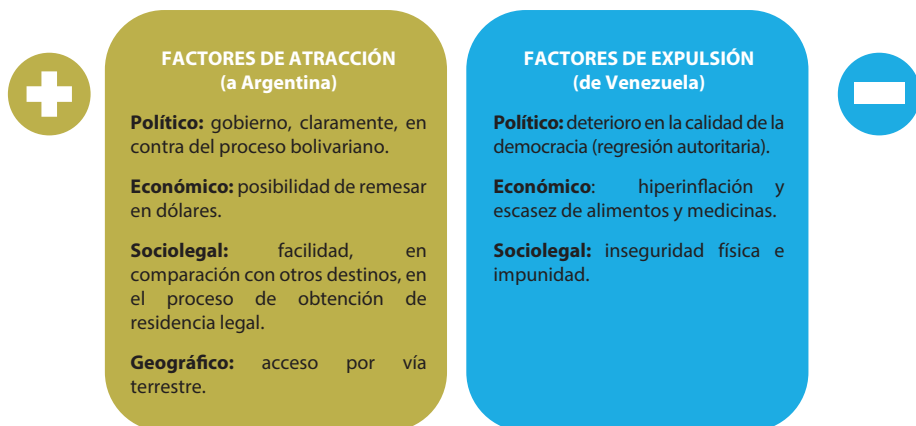 FACTORES DE ATRACCIÓN
(a Argentina)
Político: gobierno, claramente, en
contra del proceso bolivariano.
Económico: posibilidad de remesar
en dólares.
Sociolegal: facilidad, en
comparación con otros destinos, en
el proceso de obtención de
residencia legal.
Geográfico: acceso por vía
terrestre.
FACTORES DE EXPULSIÓN
(de Venezuela)
Político: deterioro en la calidad de la
democracia (regresión autoritaria).
Económico: hiperinflación y
escasez de alimentos y medicinas.
Sociolegal: inseguridad física e
impunidad.